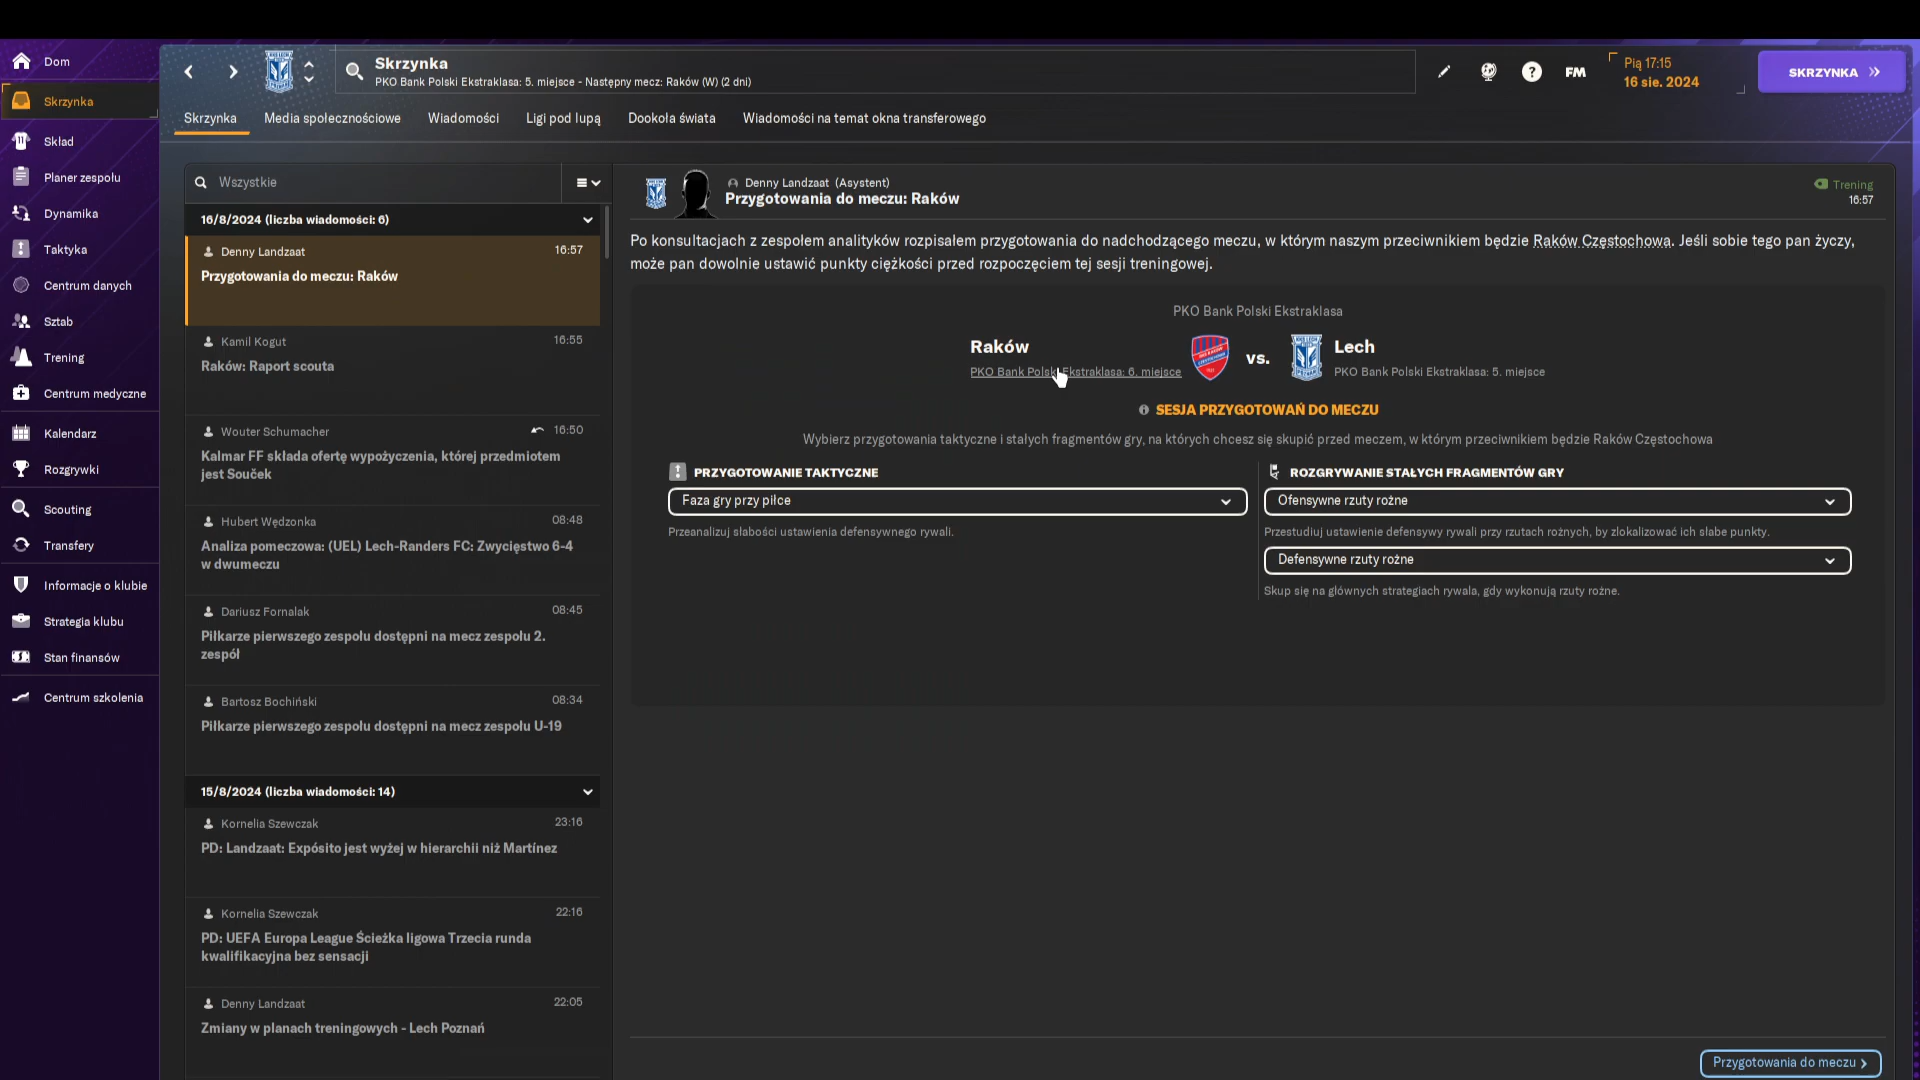 Dom
Skrzynka
Skład
Planer zespołu
Dynamika
Taktyka
Centrum danych
Sztab
Trening
Centrum medyczne
Kalendarz
Rozgrywki
Scouting
Transfery
Informacje o klubie
Strategia klubu
Stan finansów
Centrum szkolenia
Skrzynka
PKO Bank Polski Ekstraklasa: 5. miejsce - Następny mecz: Raków (W) (2 dni)
FM
Pią 17:15
16 sie. 2024
SKRZYNKA
Skrzynka
Media społecznościowe
Wiadomości
Ligi pod lupą
Dookoła świata
Wiadomości na temat okna transferowego
Wszystkie
16/8/2024 (liczba wiadomości: 6)
Denny Landzaat 16:57
Przygotowania do meczu: Raków
Kamil Kogut 16:55
Raków: Raport scouta
Wouter Schumacher 16:50
Kalmar FF składa ofertę wypożyczenia, której przedmiotem
jest Souček
Hubert Wędzonka 08:48
Analiza pomeczowa: (UEL) Lech-Randers FC: Zwycięstwo 6-4
w dwumeczu
Dariusz Fornalak 08:45
Piłkarze pierwszego zespołu dostępni na mecz zespołu 2.
zespół
Bartosz Bochiński 08:34
Piłkarze pierwszego zespołu dostępni na mecz zespołu U-19
15/8/2024 (liczba wiadomości: 14)
Kornelia Szewczak 23:16
PD: Landzaat: Expósito jest wyżej w hierarchii niż Martínez
Kornelia Szewczak 22:16
PD: UEFA Europa League Ścieżka ligowa Trzecia runda
kwalifikacyjna bez sensacji
Denny Landzaat 22:05
Zmiany w planach treningowych - Lech Poznań
Denny Landzaat (Asystent)
Przygotowania do meczu: Raków
Trening
16:57
Po konsultacjach z zespołem analityków rozpisałem przygotowania do nadchodzącego meczu, w którym naszym przeciwnikiem będzie Raków Częstochowa. Jeśli sobie tego pan życzy,
może pan dowolnie ustawić punkty ciężkości przed rozpoczęciem tej sesji treningowej.
PKO Bank Polski Ekstraklasa
Raków
PKO Bank Polski Ekstraklasa: 6. miejsce
vs.
Lech
PKO Bank Polski Ekstraklasa: 5. miejsce
SESJA PRZYGOTOWAŃ DO MECZU
Wybierz przygotowania taktyczne i stałych fragmentów gry, na których chcesz się skupić przed meczem, w którym przeciwnikiem będzie Raków Częstochowa
PRZYGOTOWANIE TAKTYCZNE
Faza gry przy piłce
Przeanalizuj słabości ustawienia defensywnego rywali.
ROZGRYWANIE STAŁYCH FRAGMENTÓW GRY
Ofensywne rzuty rożne
Przestudiuj ustawienie defensywy rywali przy rzutach rożnych, by zlokalizować ich słabe punkty.
Defensywne rzuty rożne
Skup się na głównych strategiach rywala, gdy wykonują rzuty rożne.
Przygotowania do meczu